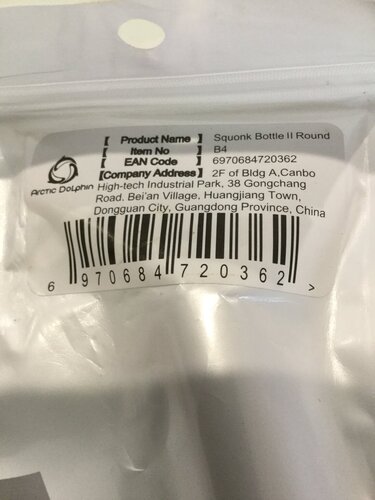 【 Product Name 】 Squonk Bottle II Round
【 Item No 】 B4
【 EAN Code 】 6970684720362
【Company Address】 2F of Bldg A,Canbo
High-tech Industrial Park, 38 Gongchang
Road. Bei'an Village, Huangjiang Town,
Dongguan City, Guangdong Province, China
Arctic Dolphin
6 970684 720362 >